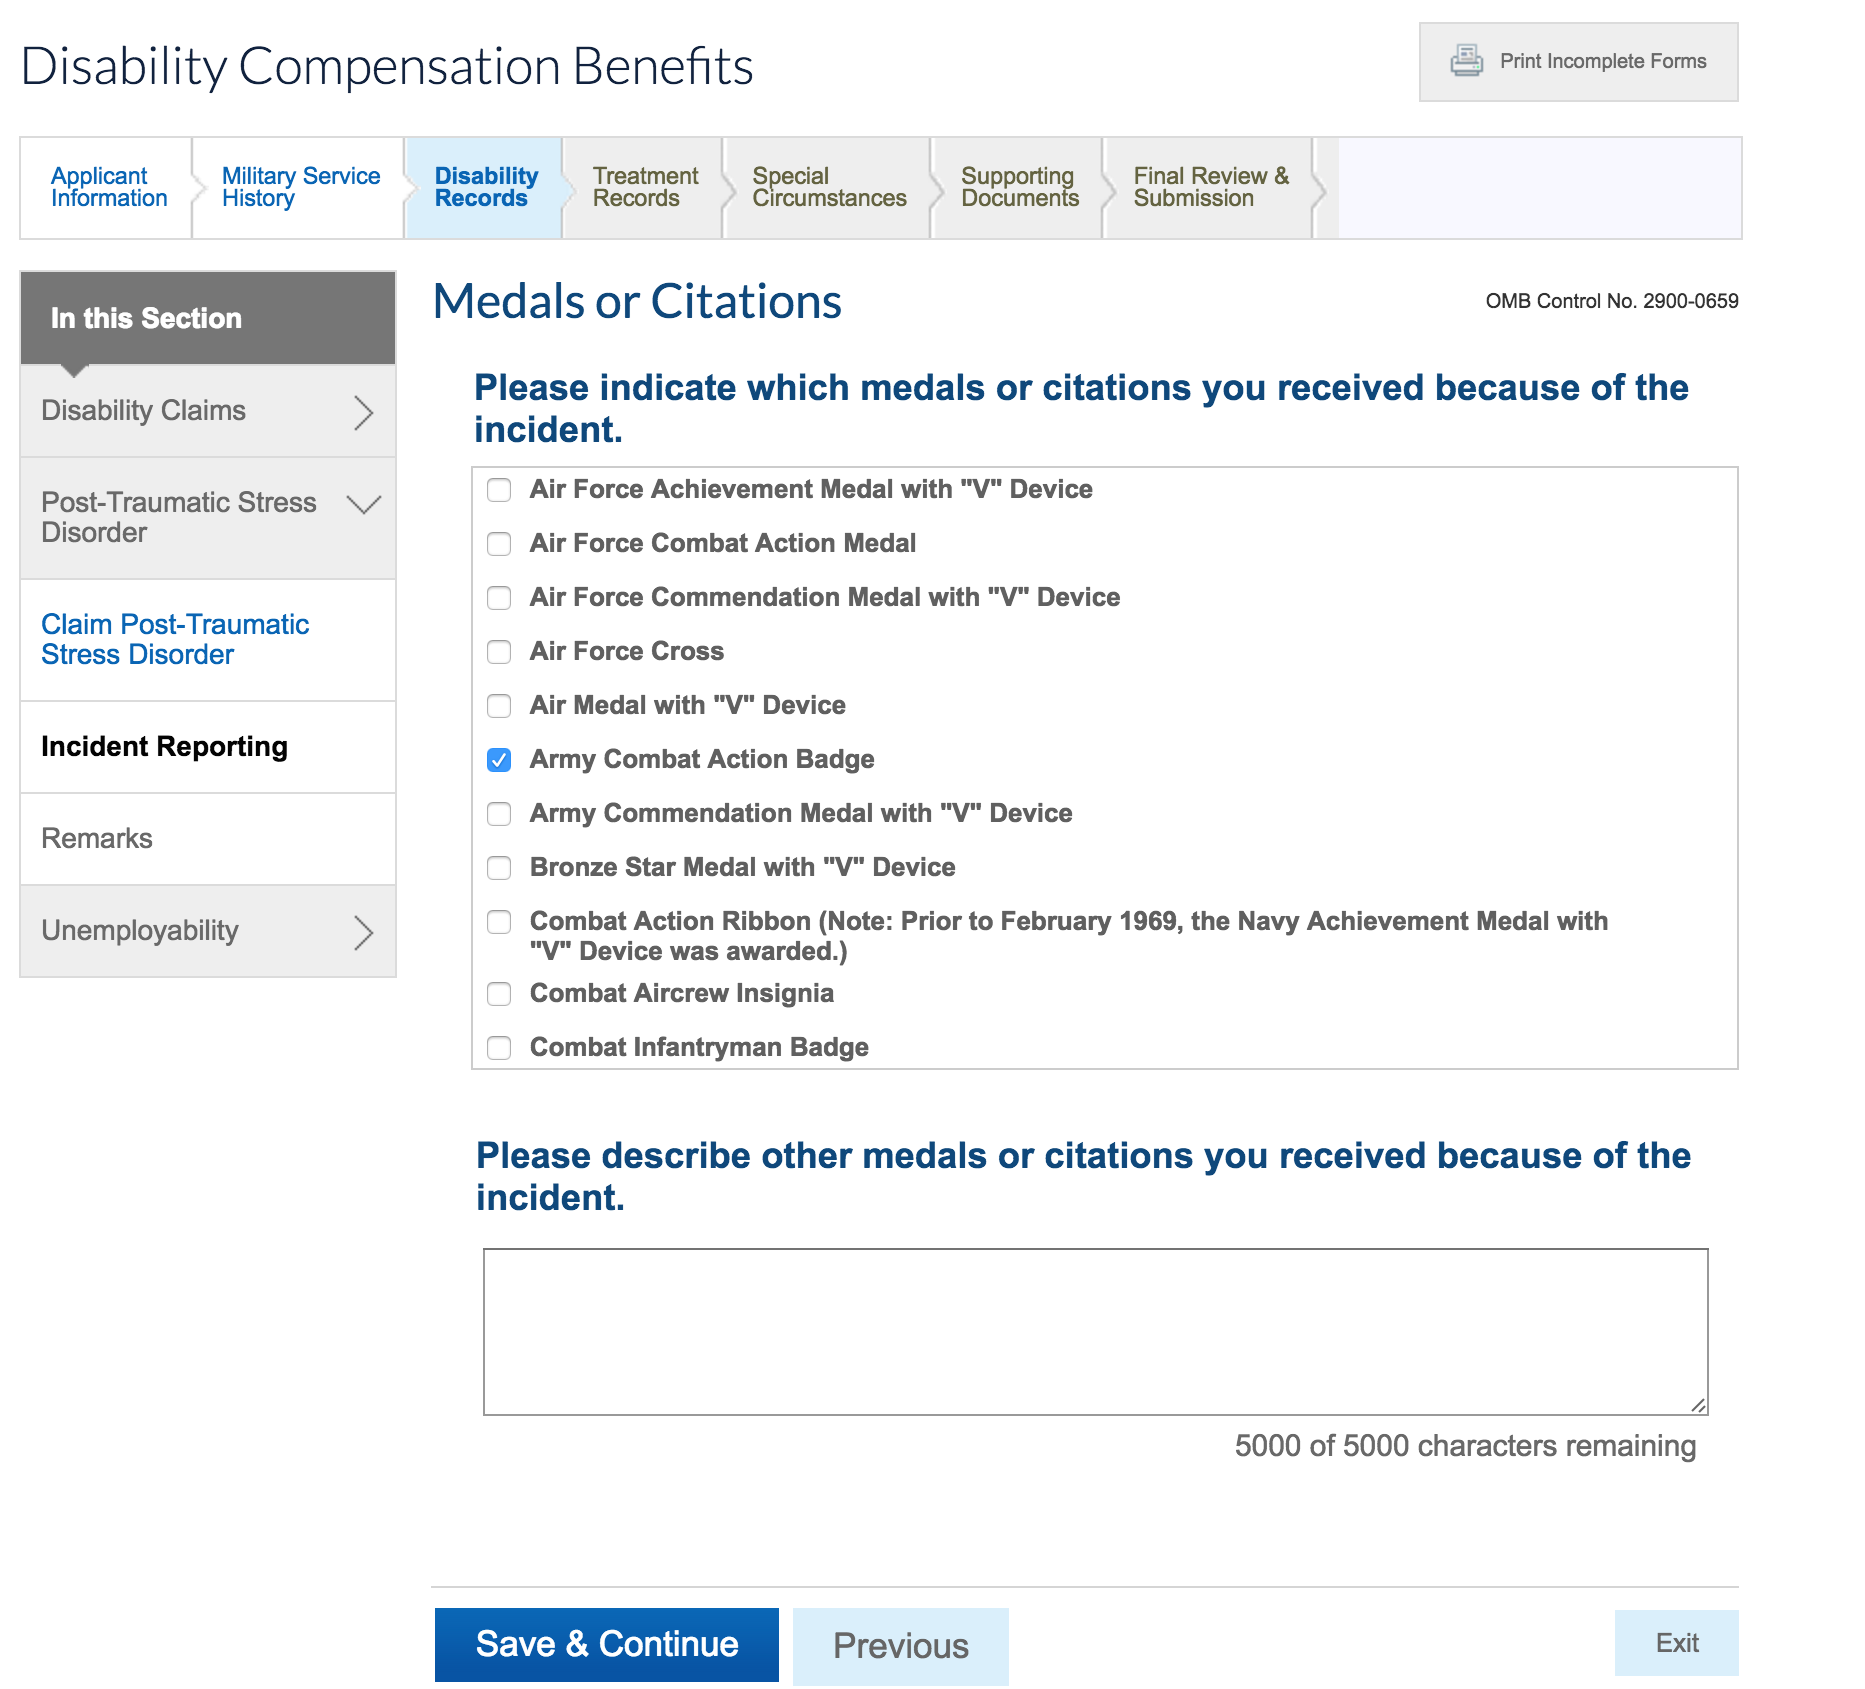 Disability Compensation Benefits
Print Incomplete Forms
Applicant
Information
Military Service
History
Disability
Records
Treatment
Records
Special
Circumstances
Supporting
Documents
Final Review &
Submission
In this Section
Disability Claims
Post-Traumatic Stress
Disorder
Claim Post-Traumatic
Stress Disorder
Incident Reporting
Remarks
Unemployability
Medals or Citations
OMB Control No. 2900-0659
Please indicate which medals or citations you received because of the
incident.
Air Force Achievement Medal with "V" Device
Air Force Combat Action Medal
Air Force Commendation Medal with "V" Device
Air Force Cross
Air Medal with "V" Device
Army Combat Action Badge
Army Commendation Medal with "V" Device
Bronze Star Medal with "V" Device
Combat Action Ribbon (Note: Prior to February 1969, the Navy Achievement Medal with
"V" Device was awarded.)
Combat Aircrew Insignia
Combat Infantryman Badge
Please describe other medals or citations you received because of the
incident.
5000 of 5000 characters remaining
Save & Continue
Previous
Exit